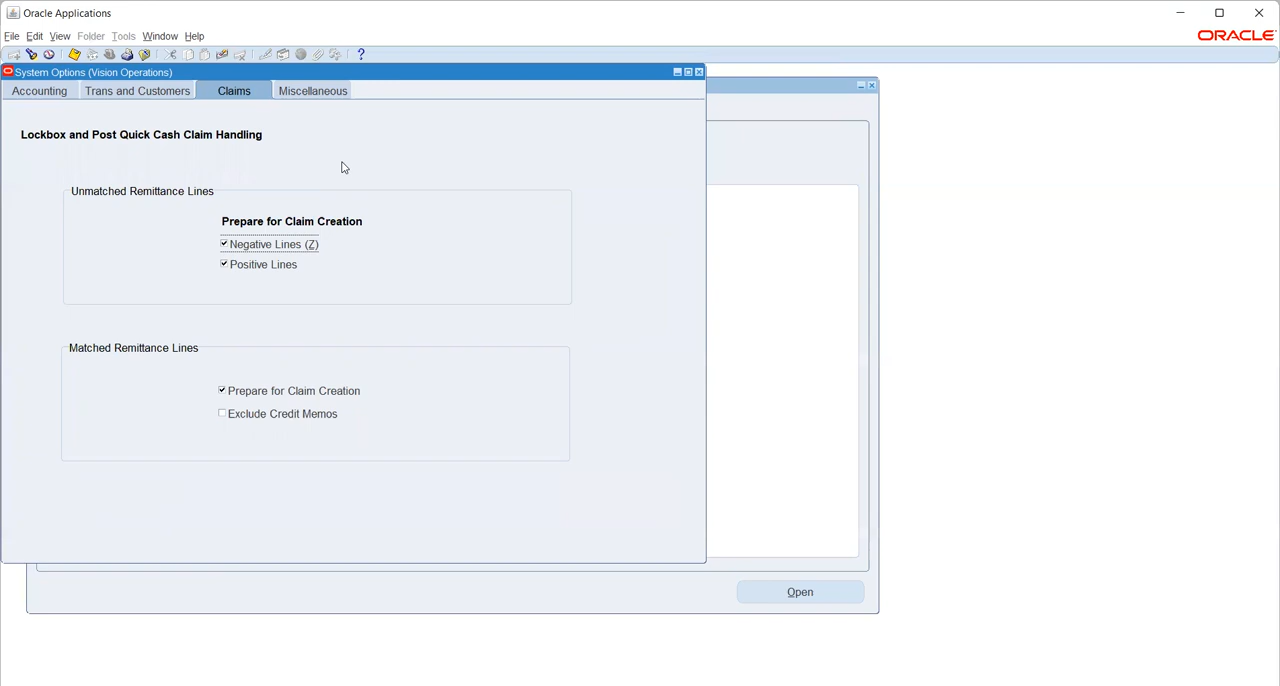 Oracle Applications
File Edit View Folder Tools Window Help
ORACLE
System Options (Vision Operations)
Accounting Trans and Customers Claims Miscellaneous
Lockbox and Post Quick Cash Claim Handling
Unmatched Remittance Lines
Prepare for Claim Creation
Negative Lines (Z)
Positive Lines
Matched Remittance Lines
Prepare for Claim Creation
Exclude Credit Memos
Open